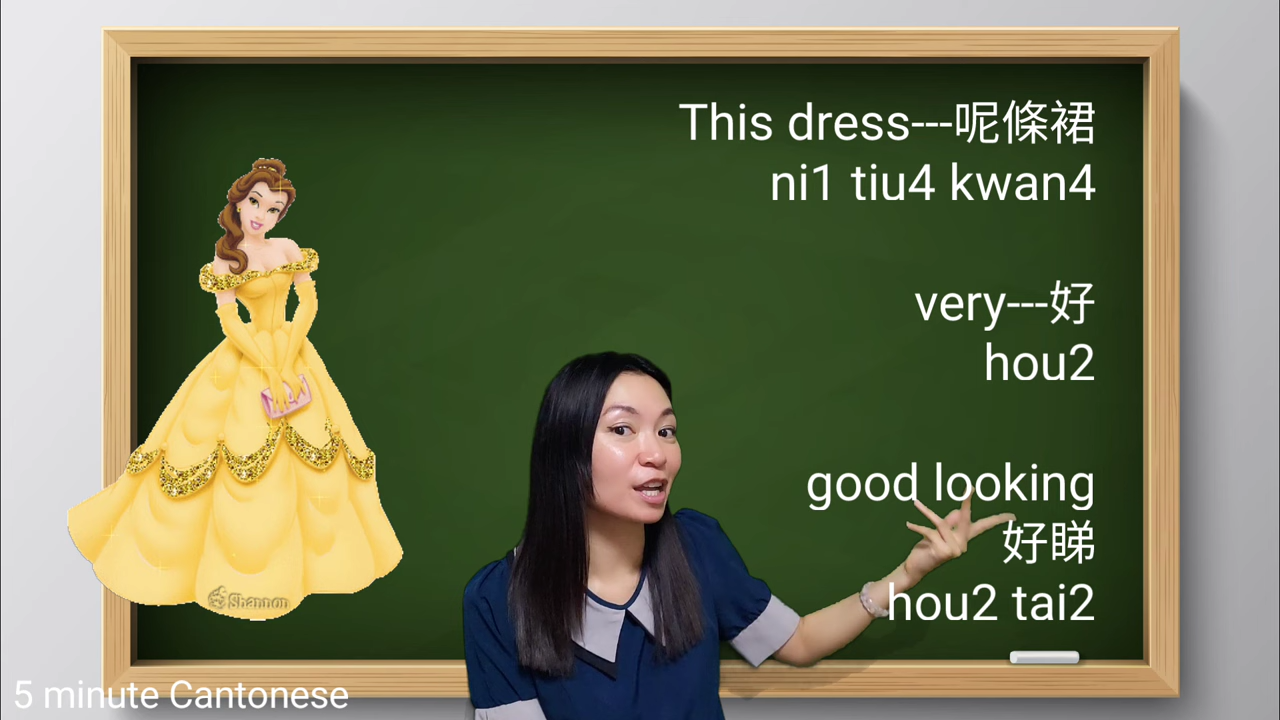 This dress---呢條裙
ni1 tiu4 kwan4
very---好
hou2
good looking
好睇
hou2 tai2
Shannon
5 minute Cantonese